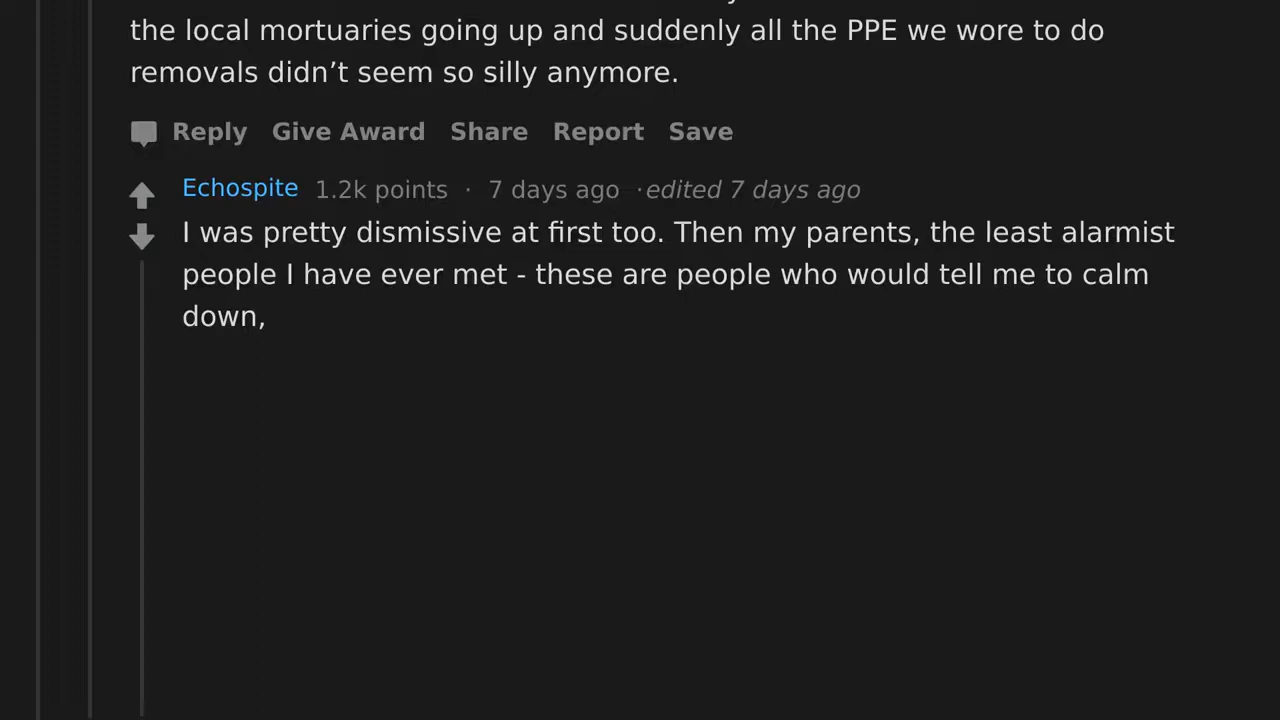 the local mortuaries going up and suddenly all the PPE we wore to do
removals didn’t seem so silly anymore.
Reply Give Award Share Report Save
Echospite 1.2k points · 7 days ago ·edited 7 days ago
I was pretty dismissive at first too. Then my parents, the least alarmist
people I have ever met - these are people who would tell me to calm
down,